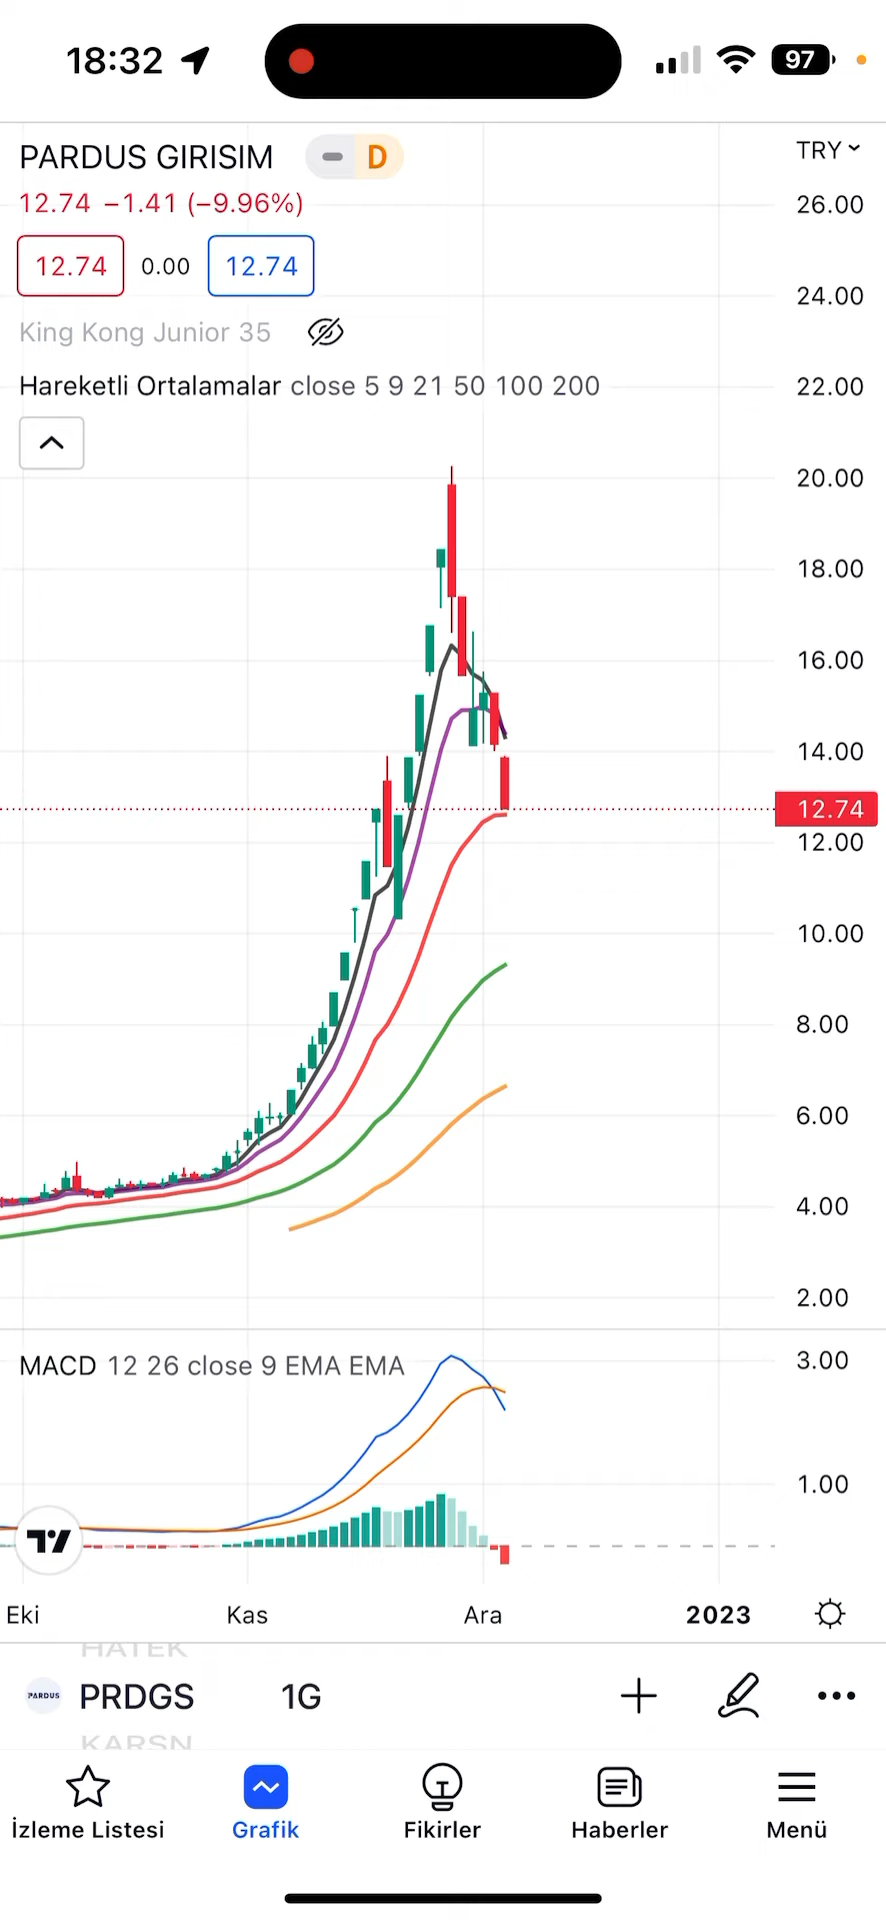 18:32
97
PARDUS GIRISIM
D
TRY
12.74 −1.41 (−9.96%)
12.74 0.00 12.74
King Kong Junior 35
Hareketli Ortalamalar close 5 9 21 50 100 200
26.00
24.00
22.00
20.00
18.00
16.00
14.00
12.74
12.00
10.00
8.00
6.00
4.00
2.00
MACD 12 26 close 9 EMA EMA
3.00
1.00
Eki Kas Ara 2023
HATEK
PARDUS PRDGS 1G
KARSN
İzleme Listesi Grafik Fikirler Haberler Menü